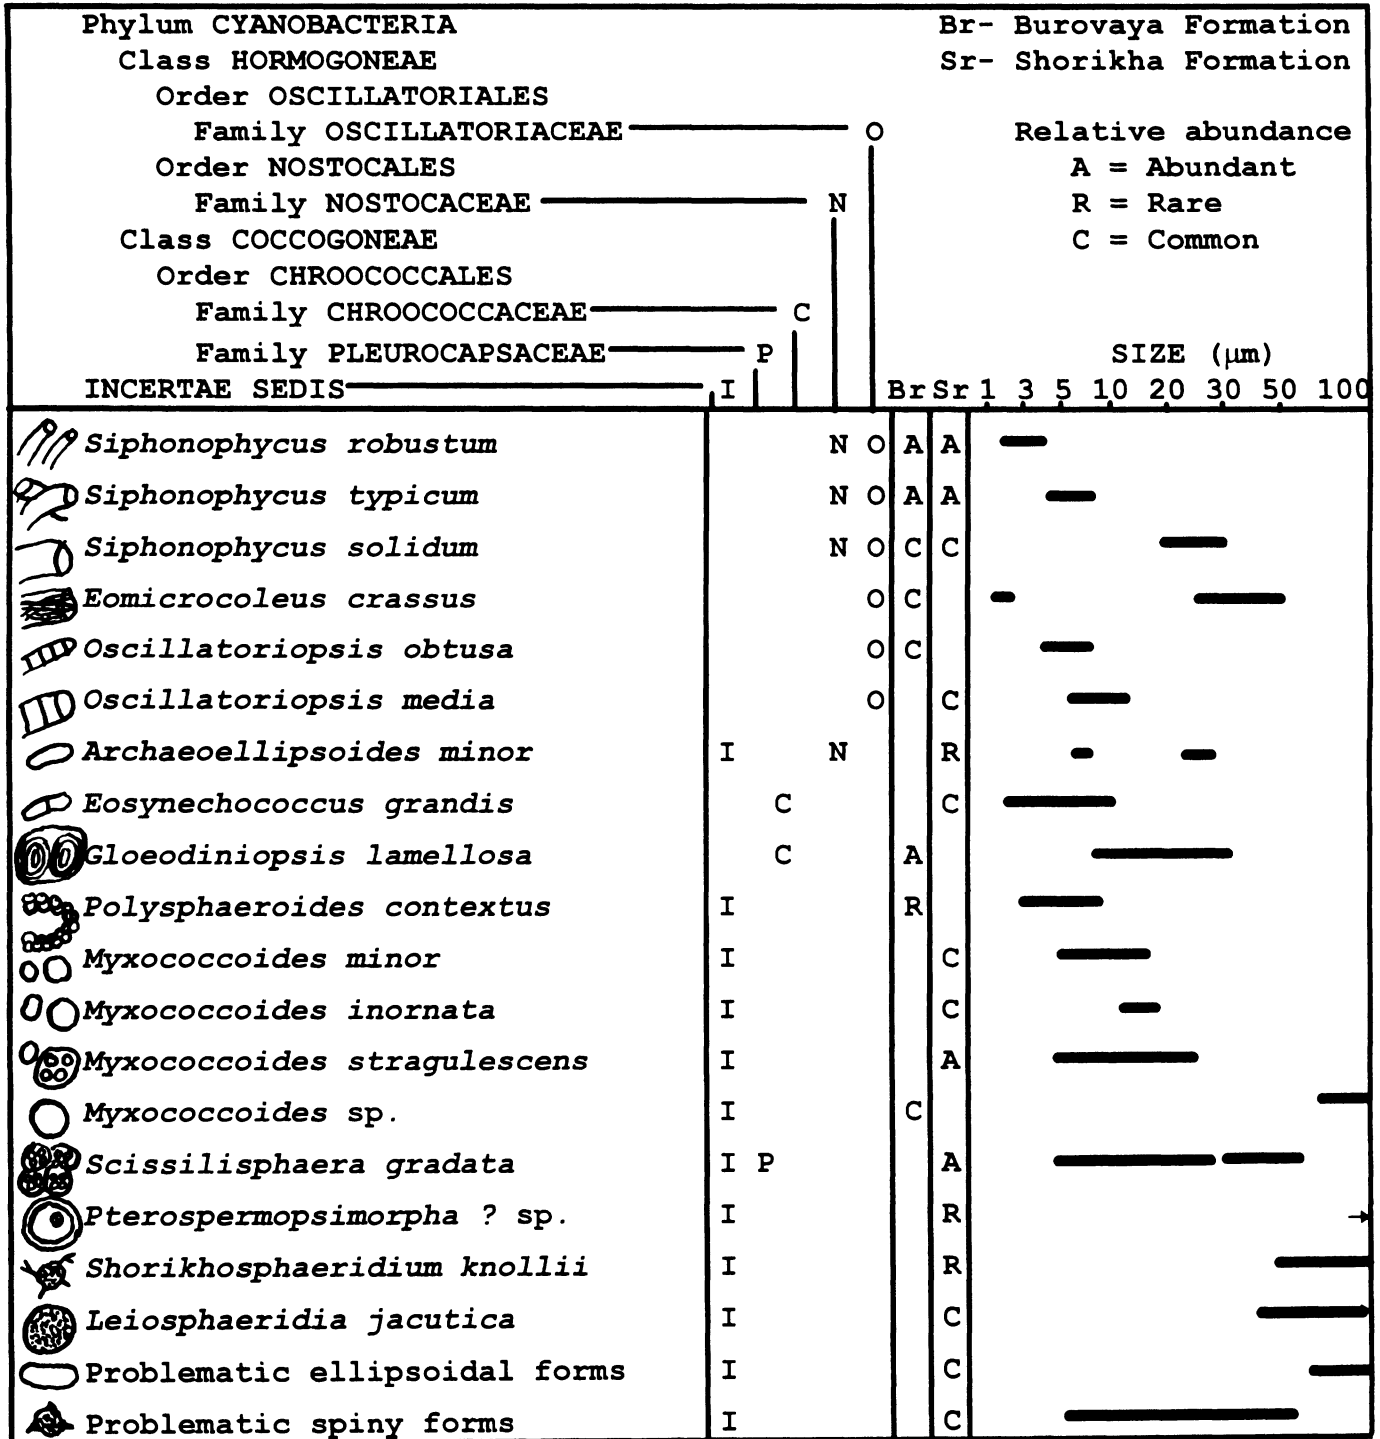 Phylum CYANOBACTERIA Br- Burovaya Formation
Class HORMOGONEAE Sr- Shorikha Formation
Order OSCILLATORIALES
Family OSCILLATORIACEAE O Relative abundance
Order NOSTOCALES A = Abundant
Family NOSTOCACEAE N R = Rare
Class COCCOGONEAE C = Common
Order CHROOCOCCALES
Family CHROOCOCCACEAE C
Family PLEUROCAPSACEAE P SIZE (µm)
INCERTAE SEDIS I Br Sr 1 3 5 10 20 30 50 100
Siphonophycus robustum N O A A
Siphonophycus typicum N O A A
Siphonophycus solidum N O C C
Eomicrocoleus crassus O C
Oscillatoriopsis obtusa O C
Oscillatoriopsis media O C
Archaeoellipsoides minor I N R
Eosynechococcus grandis C C
Gloeodiniopsis lamellosa C A
Polysphaeroides contextus I R
Myxococcoides minor I C
Myxococcoides inornata I C
Myxococcoides stragulescens I A
Myxococcoides sp. I C
Scissilisphaera gradata I P A
Pterospermopsimorpha ? sp. I R
Shorikhosphaeridium knollii I R
Leiosphaeridia jacutica I C
Problematic ellipsoidal forms I C
Problematic spiny forms I C